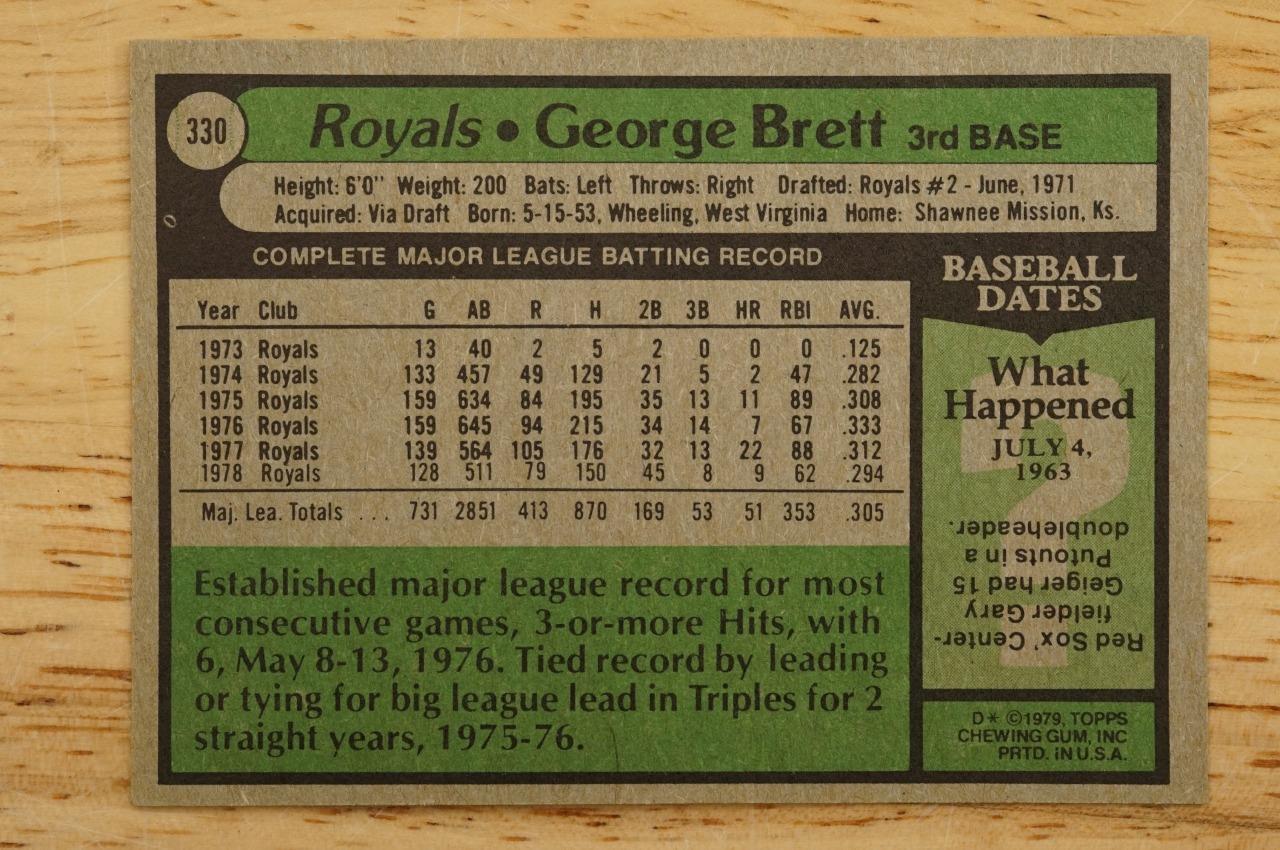 330
Royals • George Brett 3rd BASE
Height: 6'0" Weight: 200 Bats: Left Throws: Right Drafted: Royals #2 - June, 1971
Acquired: Via Draft Born: 5-15-53, Wheeling, West Virginia Home: Shawnee Mission, Ks.
COMPLETE MAJOR LEAGUE BATTING RECORD
Year Club G AB R H 2B 3B HR RBI AVG.
1973 Royals 13 40 2 5 2 0 0 0 .125
1974 Royals 133 457 49 129 21 5 2 47 .282
1975 Royals 159 634 84 195 35 13 11 89 .308
1976 Royals 159 645 94 215 34 14 7 67 .333
1977 Royals 139 564 105 176 32 13 22 88 .312
1978 Royals 128 511 79 150 45 8 9 62 .294
Maj. Lea. Totals ... 731 2851 413 870 169 53 51 353 .305
Established major league record for most
consecutive games, 3-or-more Hits, with
6, May 8-13, 1976. Tied record by leading
or tying for big league lead in Triples for 2
straight years, 1975-76.
BASEBALL
DATES
What
Happened
JULY 4,
1963
?
Red Sox' Center-
fielder Gary
Geiger had 15
Putouts in a
doubleheader.
D* ©1979, TOPPS
CHEWING GUM, INC
PRTD. IN U.S.A.